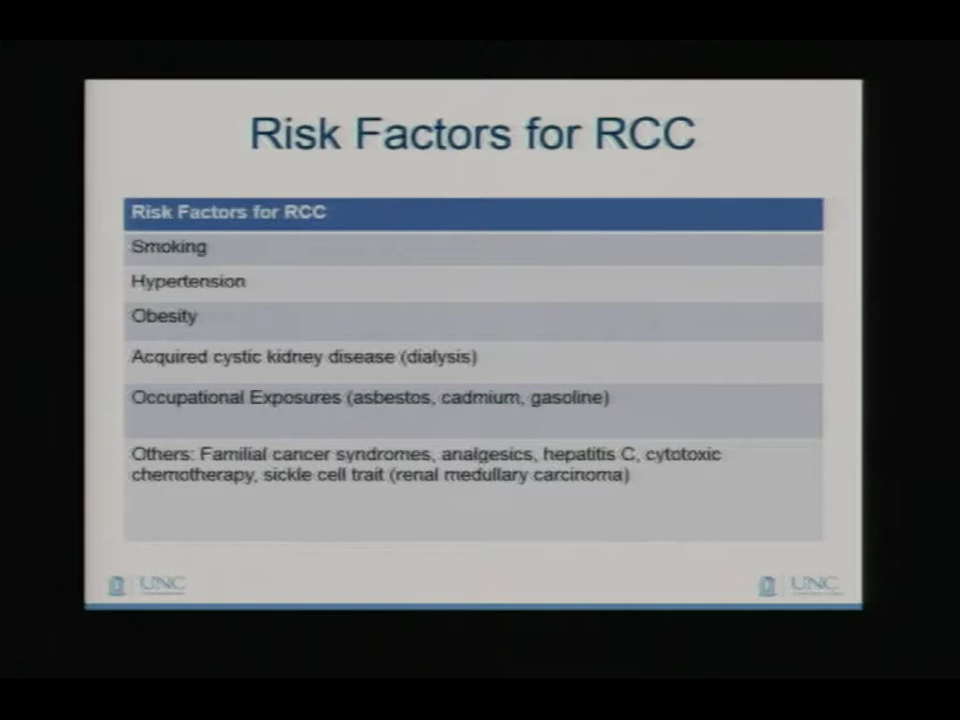 Risk Factors for RCC
Risk Factors for RCC
Smoking
Hypertension
Obesity
Acquired cystic kidney disease (dialysis)
Occupational Exposures (asbestos, cadmium, gasoline)
Others: Familial cancer syndromes, analgesics, hepatitis C, cytotoxic
chemotherapy, sickle cell trait (renal medullary carcinoma)
UNC
UNC